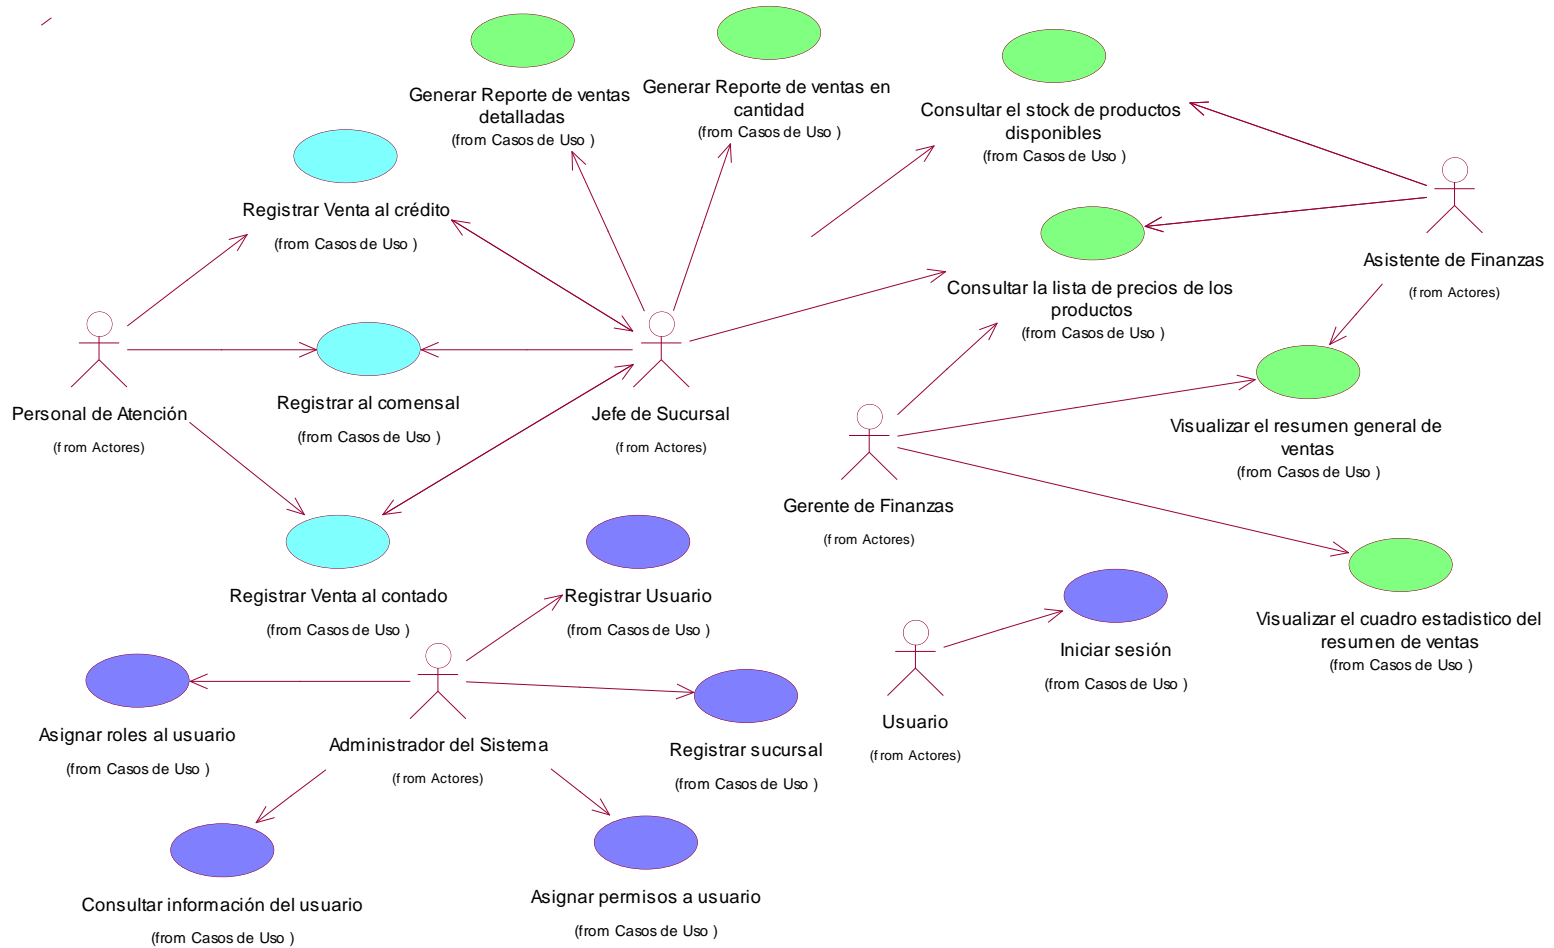 Generar Reporte de ventas
detalladas
(from Casos de Uso )
Generar Reporte de ventas en
cantidad
(from Casos de Uso )
Consultar el stock de productos
disponibles
(from Casos de Uso )
Registrar Venta al crédito
(from Casos de Uso )
Asistente de Finanzas
(from Actores)
Consultar la lista de precios de los
productos
(from Casos de Uso )
Personal de Atención
(from Actores)
Registrar al comensal
(from Casos de Uso )
Jefe de Sucursal
(from Actores)
Visualizar el resumen general de
ventas
(from Casos de Uso )
Gerente de Finanzas
(from Actores)
Registrar Venta al contado
(from Casos de Uso )
Registrar Usuario
(from Casos de Uso )
Visualizar el cuadro estadistico del
resumen de ventas
(from Casos de Uso )
Iniciar sesión
(from Casos de Uso )
Usuario
(from Actores)
Asignar roles al usuario
(from Casos de Uso )
Administrador del Sistema
(from Actores)
Registrar sucursal
(from Casos de Uso )
Consultar información del usuario
(from Casos de Uso )
Asignar permisos a usuario
(from Casos de Uso )